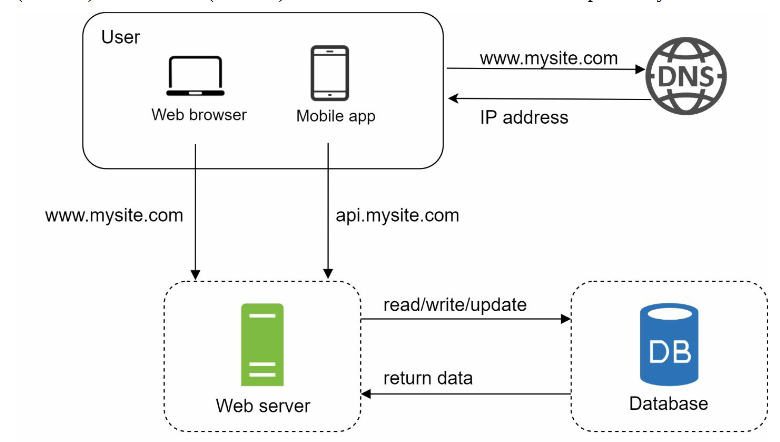 User
Web browser
Mobile app
www.mysite.com
DNS
IP address
www.mysite.com
api.mysite.com
read/write/update
DB
return data
Web server
Database